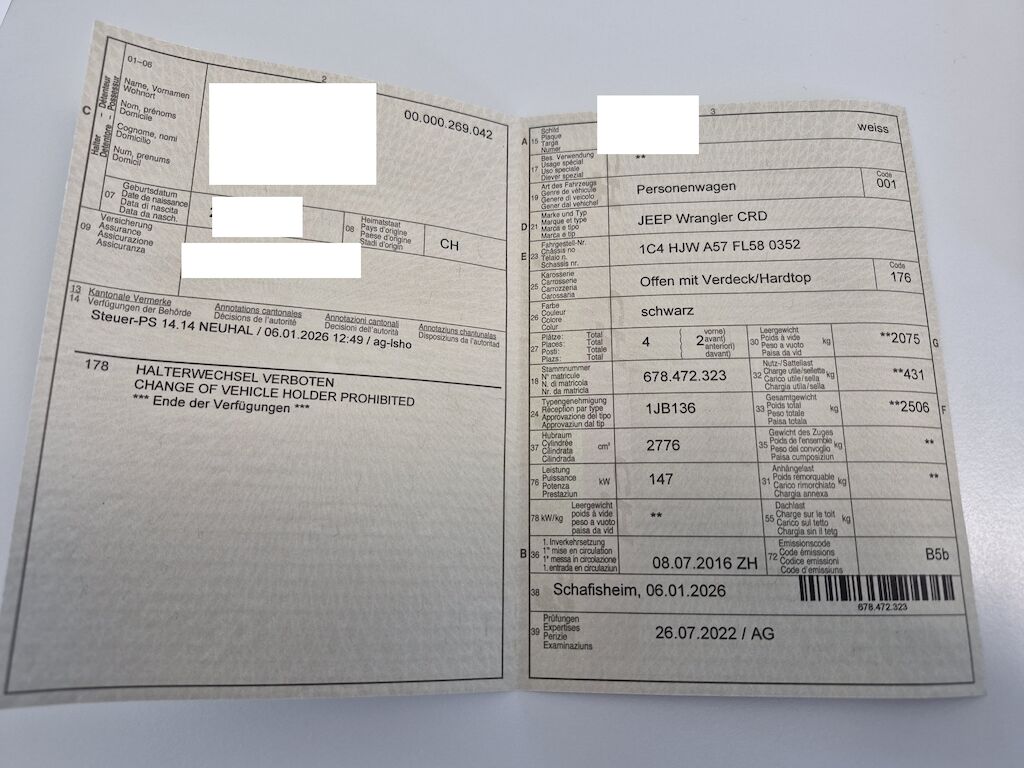 2
C
Halter - Détenteur
Detentore - Possessur
01–06
Name, Vornamen
Wohnort
Nom, prénoms
Domicile
Cognome, nomi
Domicilio
Num, prenums
Domicil
00.000.269.042
07
Geburtsdatum
Date de naissance
Data di nascita
Data da nasch.
08
Heimatstaat
Pays d'origine
Paese d'origine
Stadi d'origin
CH
09
Versicherung
Assurance
Assicurazione
Assicuranza
13 Kantonale Vermerke
14 Verfügungen der Behörde
Annotations cantonales
Décisions de l'autorité
Annotazioni cantonali
Decisioni dell'autorità
Annotaziuns chantunalas
Disposiziuns da l'autoritad
Steuer-PS 14.14 NEUHAL / 06.01.2026 12:49 / ag-lsho
178 HALTERWECHSEL VERBOTEN
CHANGE OF VEHICLE HOLDER PROHIBITED
*** Ende der Verfügungen ***
3
A 15
Schild
Plaque
Targa
Numer
weiss
17
Bes. Verwendung
Usage spécial
Uso speciale
Diever spezial
**
19
Art des Fahrzeugs
Genre de véhicule
Genere di veicolo
Gener dal vehichel
Personenwagen
Code
001
D 21
Marke und Typ
Marque et type
Marca e tipo
Marca e tip
JEEP Wrangler CRD
E 23
Fahrgestell-Nr.
Châssis no
Telaio n.
Schassis nr.
1C4 HJW A57 FL58 0352
25
Karosserie
Carrosserie
Carrozzeria
Carossaria
Offen mit Verdeck/Hardtop
Code
176
26
Farbe
Couleur
Colore
Colur
schwarz
27
Plätze: Total
Places: Total
Posti: Totale
Plazs: Total
4
2
vorne)
avant)
anteriori)
davant)
30
Leergewicht
Poids à vide
Peso a vuoto
Paisa da vid
kg
**2075
G
18
Stammnummer
N° matricule
N. di matricola
Nr. da matricla
678.472.323
32
Nutz-/Sattellast
Charge utile/sellette
Carico utile/sella
Chargia utila/sella
kg
**431
24
Typengenehmigung
Réception par type
Approvazione del tipo
Approvaziun dal tip
1JB136
33
Gesamtgewicht
Poids total
Peso totale
Paisa totala
kg
**2506
F
37
Hubraum
Cylindrée
Cilindrata
Cilindrada
cm³
2776
35
Gewicht des Zuges
Poids de l'ensemble
Peso del convoglio
Paisa cumposiziun
kg
**
76
Leistung
Puissance
Potenza
Prestaziun
kW
147
31
Anhängelast
Poids remorquable
Carico rimorchiato
Chargia annexa
kg
**
78 kW/kg
Leergewicht
poids à vide
peso a vuoto
paisa da vid
**
55
Dachlast
Charge sur le toit
Carico sul tetto
Chargia sin il tetg
kg
B 36
1. Inverkehrsetzung
1re mise en circulation
1a messa in circolazione
1. entrada en circulaziun
08.07.2016 ZH
72
Emissionscode
Code émissions
Codice emissioni
Code d'emissiuns
B5b
38
Schafisheim, 06.01.2026
678.472.323
39
Prüfungen
Expertises
Perizie
Examinaziuns
26.07.2022 / AG